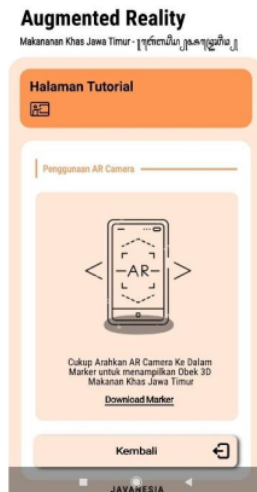 Augmented Reality
Makananan Khas Jawa Timur -
Halaman Tutorial
Penggunaan AR Camera
AR
Cukup Arahkan AR Camera Ke Dalam
Marker untuk menampilkan Obek 3D
Makanan Khas Jawa Timur
Download Marker
Kembali
JAVANESIA